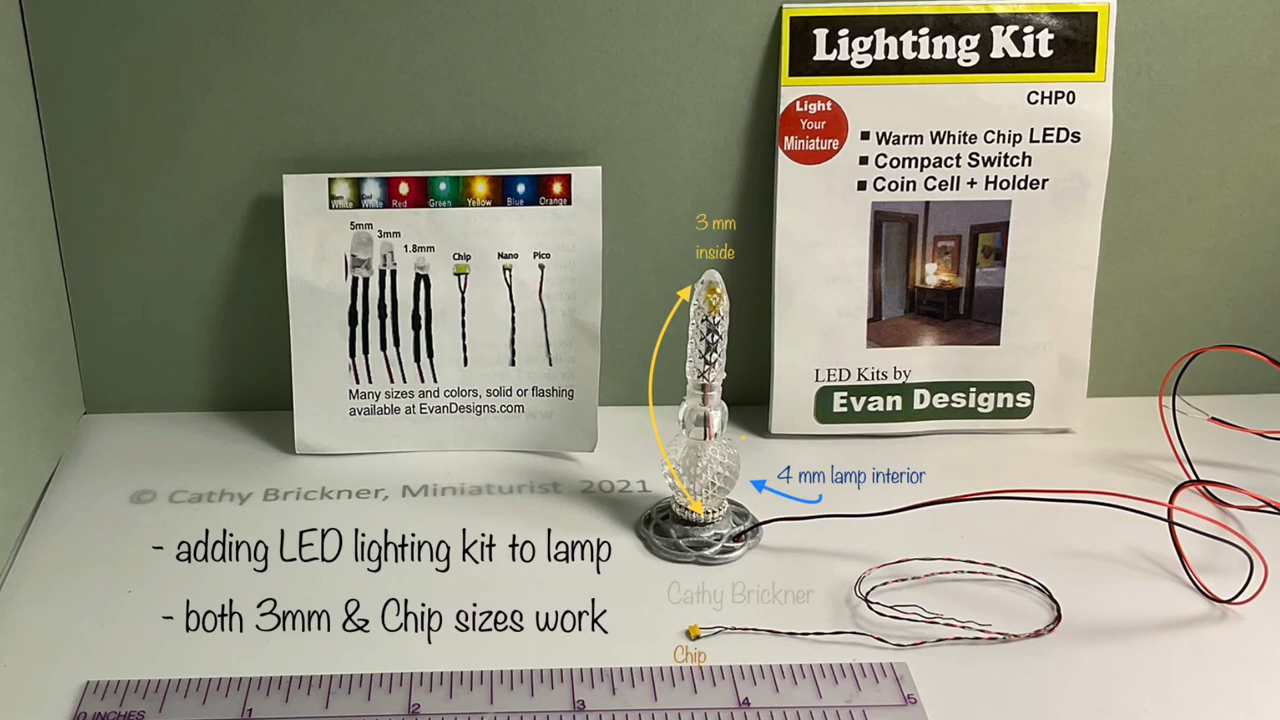 Lighting Kit
CHP0
Light
Your
Miniature
Warm White Chip LEDs
Compact Switch
Coin Cell + Holder
LED Kits by
Evan Designs
White
White
Red
Green
Yellow
Blue
Orange
5mm
3mm
1.8mm
Chip
Nano
Pico
Many sizes and colors, solid or flashing
available at EvanDesigns.com
3 mm
inside
4 mm lamp interior
© Cathy Brickner, Miniaturist 2021
- adding LED lighting kit to lamp
- both 3mm & Chip sizes work
Cathy Brickner
Chip
0 INCHES
1
2
3
4
5